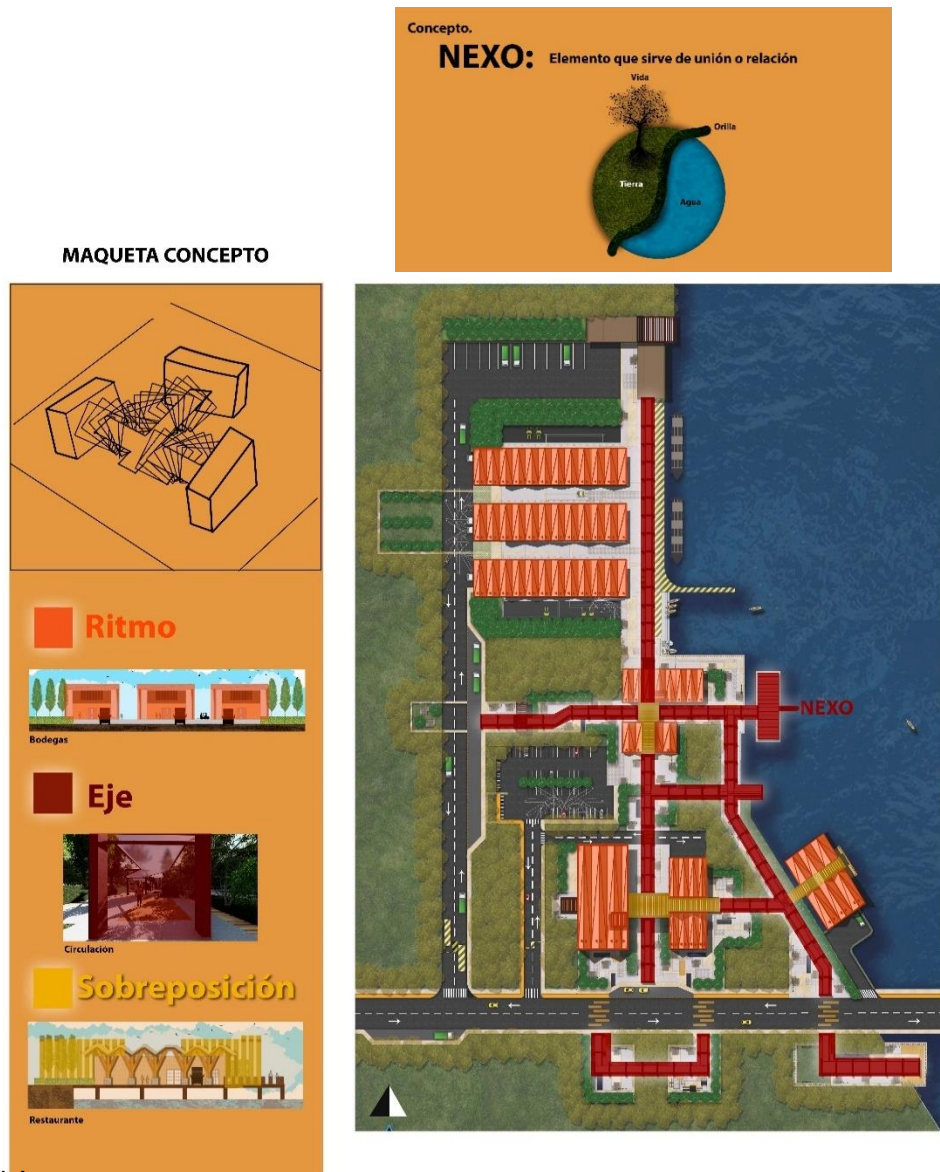 Concepto.
NEXO: Elemento que sirve de unión o relación
Vida
Orilla
Tierra
Agua
MAQUETA CONCEPTO
Ritmo
Bodegas
Eje
Circulación
Sobreposición
Restaurante
NEXO